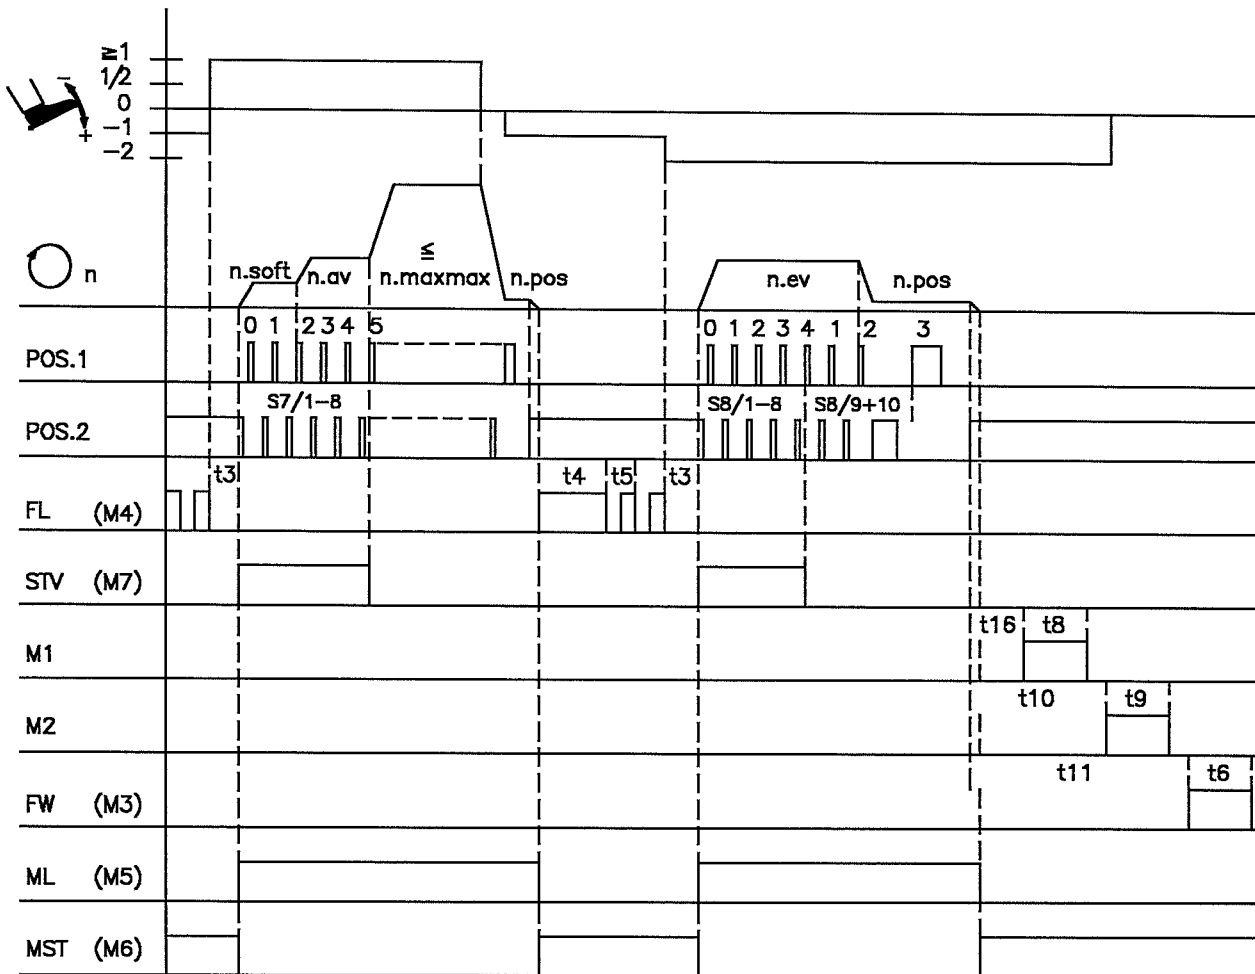 ≧1
1/2
0
-1
-2
−
+
n
n.soft n.av ≦ n.maxmax n.pos n.ev n.pos
0 1 2 3 4 5 0 1 2 3 4 1 2 3
POS.1
S7/1-8 S8/1-8 S8/9+10
POS.2
t3 t4 t5 t3
FL (M4)
STV (M7)
t16 t8
M1
t10 t9
M2
t11 t6
FW (M3)
ML (M5)
MST (M6)